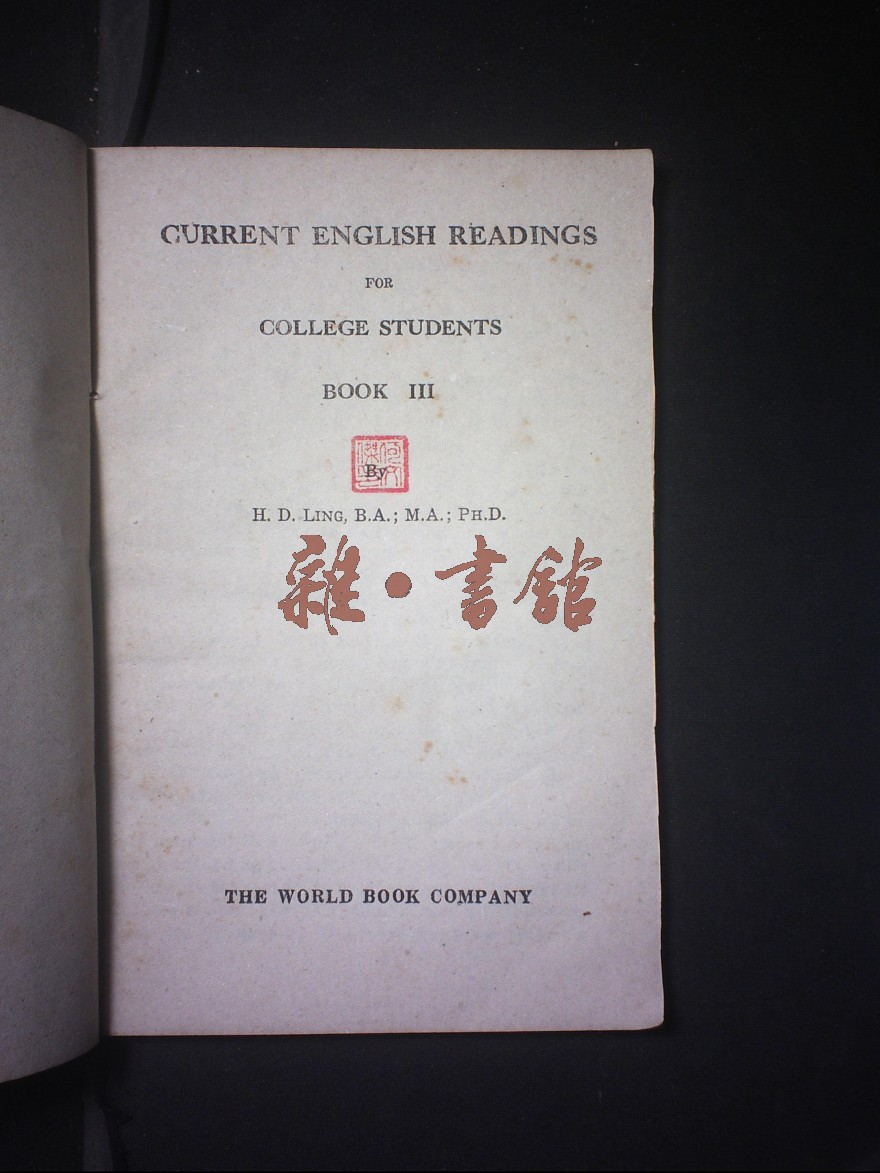 CURRENT ENGLISH READINGS
FOR
COLLEGE STUDENTS
BOOK III
By
H. D. LING, B.A.; M.A.; PH.D.
雜・書館
THE WORLD BOOK COMPANY